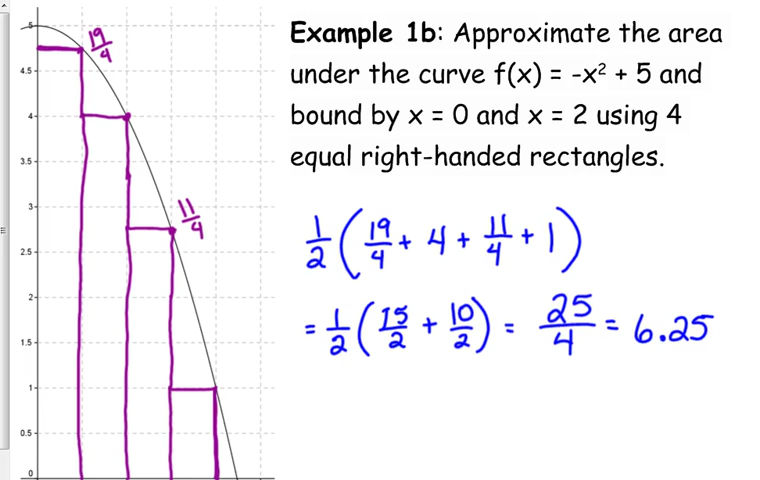 Example 1b: Approximate the area
under the curve f(x) = -x² + 5 and
bound by x = 0 and x = 2 using 4
equal right-handed rectangles.
1/2 (19/4 + 4 + 11/4 + 1)
= 1/2 (15/2 + 10/2) = 25/4 = 6.25
5
19/4
4.5
4
3.5
3
11/4
2.5
2
1.5
1
0.5
0